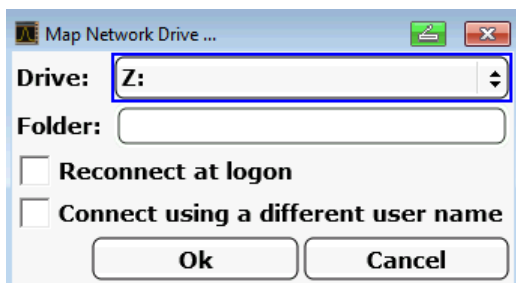 Map Network Drive ...
Drive: Z:
Folder:
Reconnect at logon
Connect using a different user name
Ok Cancel